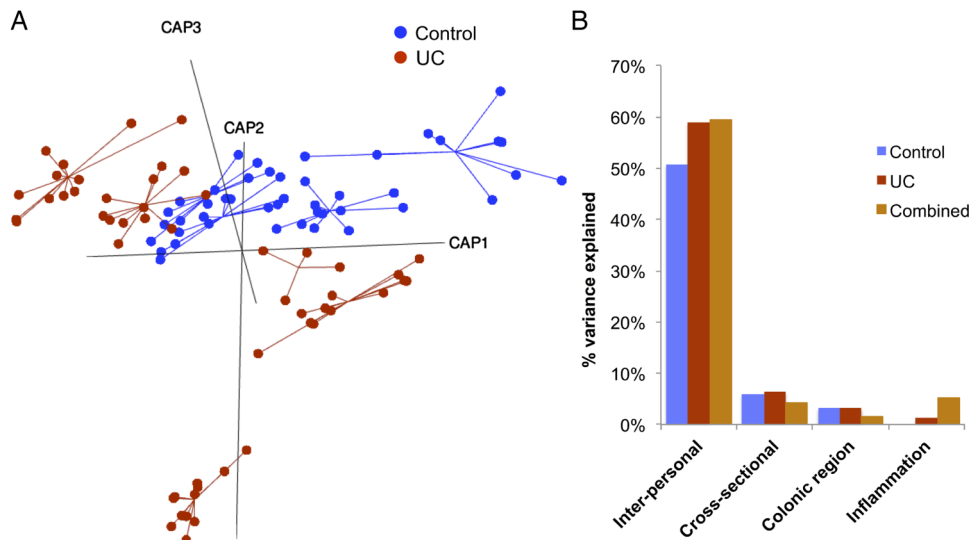 A
CAP3
CAP2
CAP1
Control
UC
B
% variance explained
70%
60%
50%
40%
30%
20%
10%
0%
Control
UC
Combined
Inter-personal
Cross-sectional
Colonic region
Inflammation